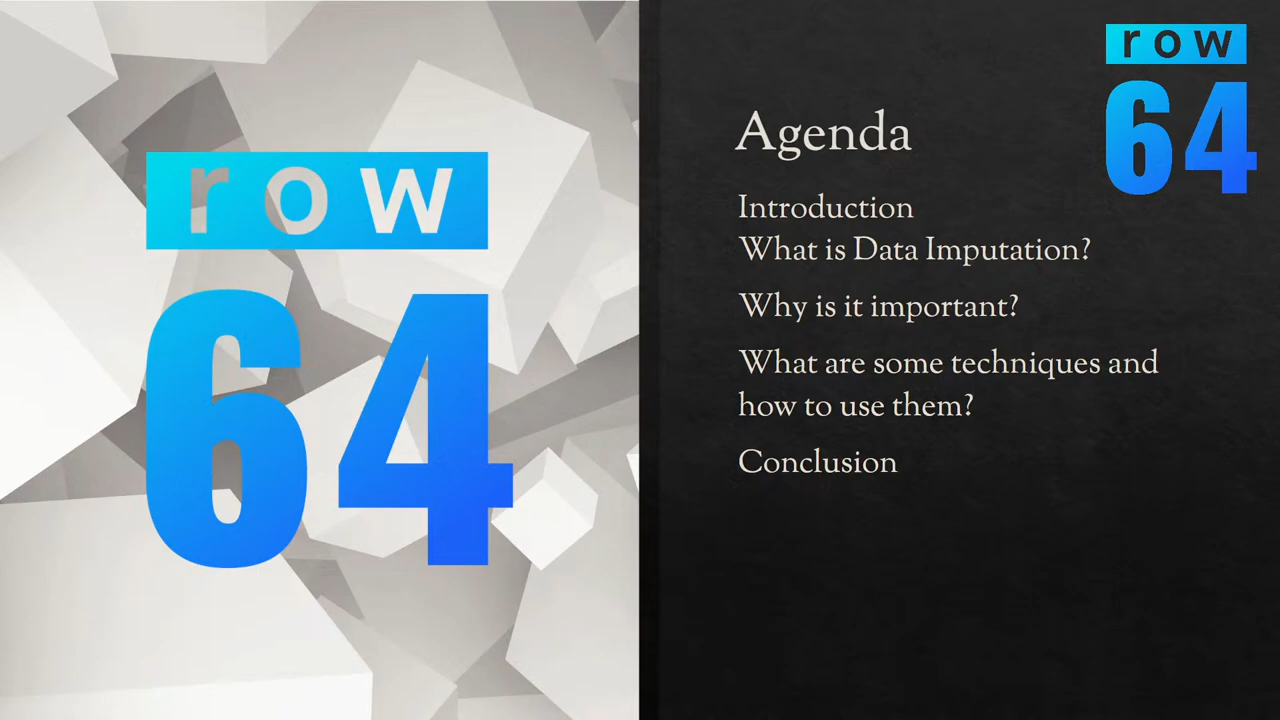 row
64
row
64
Agenda
Introduction
What is Data Imputation?
Why is it important?
What are some techniques and
how to use them?
Conclusion